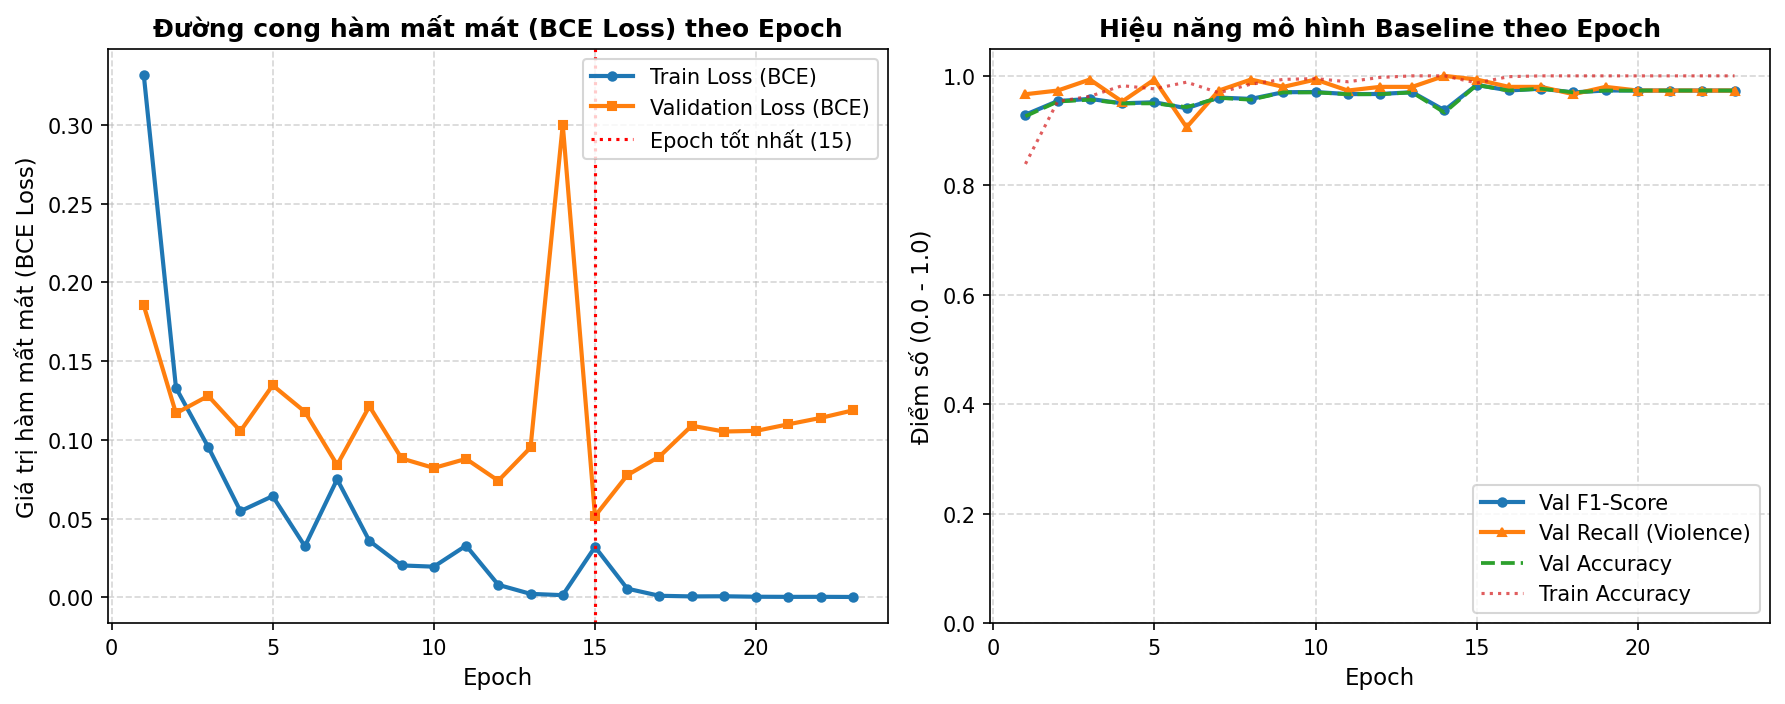 Đường cong hàm mất mát (BCE Loss) theo Epoch
Giá trị hàm mất mát (BCE Loss)
0.30
0.25
0.20
0.15
0.10
0.05
0.00
Train Loss (BCE)
Validation Loss (BCE)
Epoch tốt nhất (15)
0 5 10 15 20
Epoch
Hiệu năng mô hình Baseline theo Epoch
Điểm số (0.0 - 1.0)
1.0
0.8
0.6
0.4
0.2
0.0
Val F1-Score
Val Recall (Violence)
Val Accuracy
Train Accuracy
0 5 10 15 20
Epoch